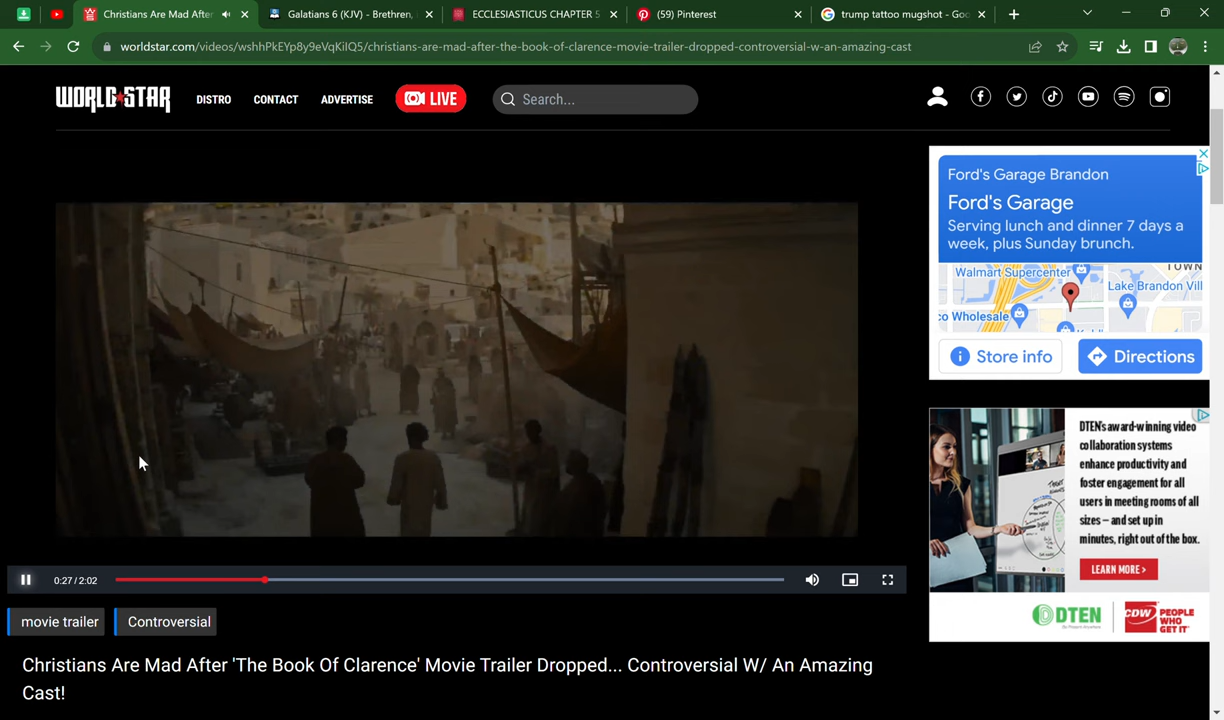 Christians Are Mad After
Galatians 6 (KJV) - Brethren,
ECCLESIASTICUS CHAPTER 5
(59) Pinterest
trump tattoo mugshot - Goo
worldstar.com/videos/wshhPkEYp8y9eVqKiIQ5/christians-are-mad-after-the-book-of-clarence-movie-trailer-dropped-controversial-w-an-amazing-cast
WORLDSTAR
DISTRO
CONTACT
ADVERTISE
LIVE
Search...
Ford's Garage Brandon
Ford's Garage
Serving lunch and dinner 7 days a
week, plus Sunday brunch.
Walmart Supercenter
TOWN
Lake Brandon Vill
co Wholesale
Store info
Directions
DTEN's award-winning video
collaboration systems
enhance productivity and
foster engagement for all
users in meeting rooms of all
sizes – and set up in
minutes, right out of the box.
LEARN MORE >
DTEN
CDW
PEOPLE
WHO
GET IT
0:27 / 2:02
movie trailer
Controversial
Christians Are Mad After 'The Book Of Clarence' Movie Trailer Dropped... Controversial W/ An Amazing
Cast!